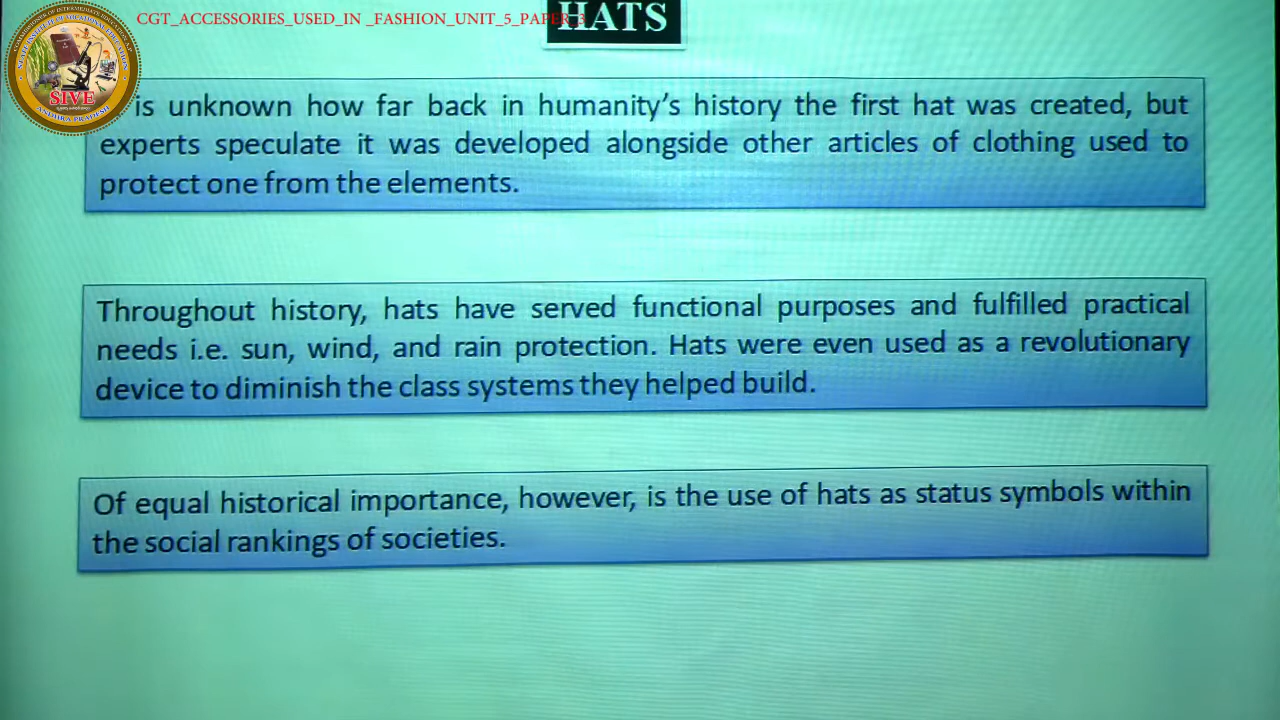 CGT_ACCESSORIES_USED_IN _FASHION_UNIT_5_PAPER_3
HATS
SIVE
ANDHRA PRADESH
is unknown how far back in humanity's history the first hat was created, but
experts speculate it was developed alongside other articles of clothing used to
protect one from the elements.
Throughout history, hats have served functional purposes and fulfilled practical
needs i.e. sun, wind, and rain protection. Hats were even used as a revolutionary
device to diminish the class systems they helped build.
Of equal historical importance, however, is the use of hats as status symbols within
the social rankings of societies.